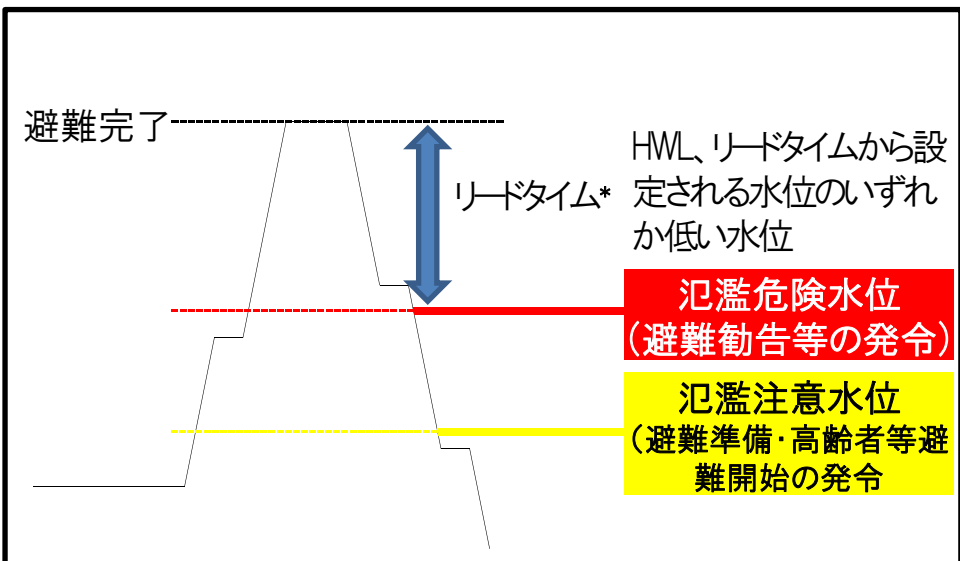 避難完了
リードタイム*
HWL、リードタイムから設
定される水位のいずれ
か低い水位
氾濫危険水位
（避難勧告等の発令）
氾濫注意水位
（避難準備・高齢者等避
難開始の発令